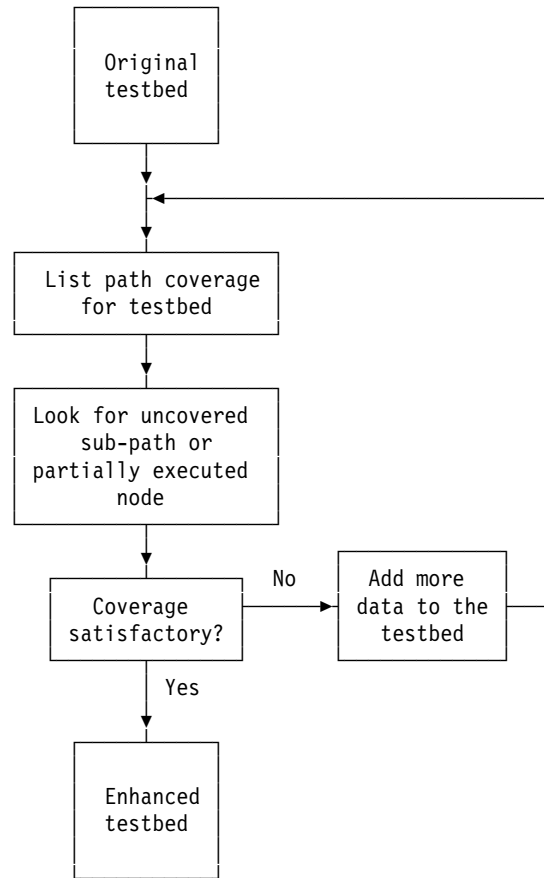 Original
testbed
List path coverage
for testbed
Look for uncovered
sub-path or
partially executed
node
Coverage
satisfactory?
No
Add more
data to the
testbed
Yes
Enhanced
testbed